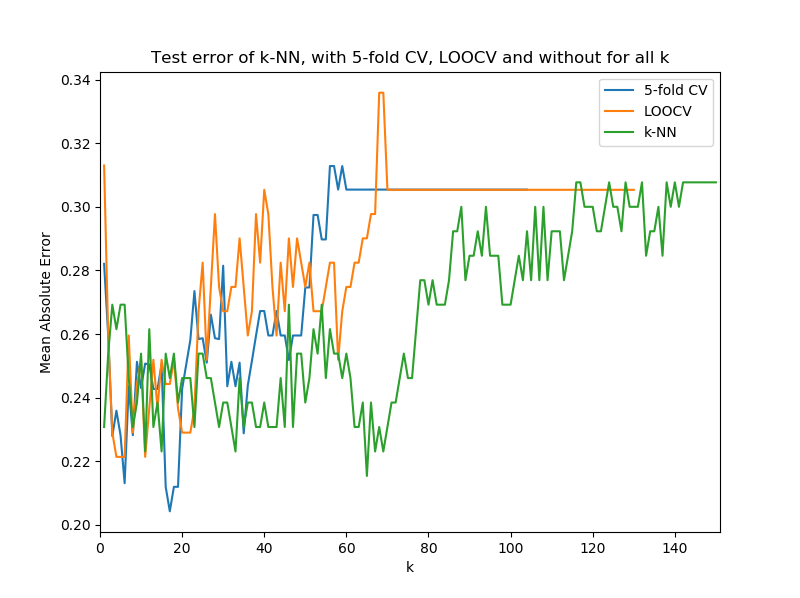 Test error of k-NN, with 5-fold CV, LOOCV and without for all k
5-fold CV
LOOCV
k-NN
Mean Absolute Error
0.34
0.32
0.30
0.28
0.26
0.24
0.22
0.20
0 20 40 60 80 100 120 140
k